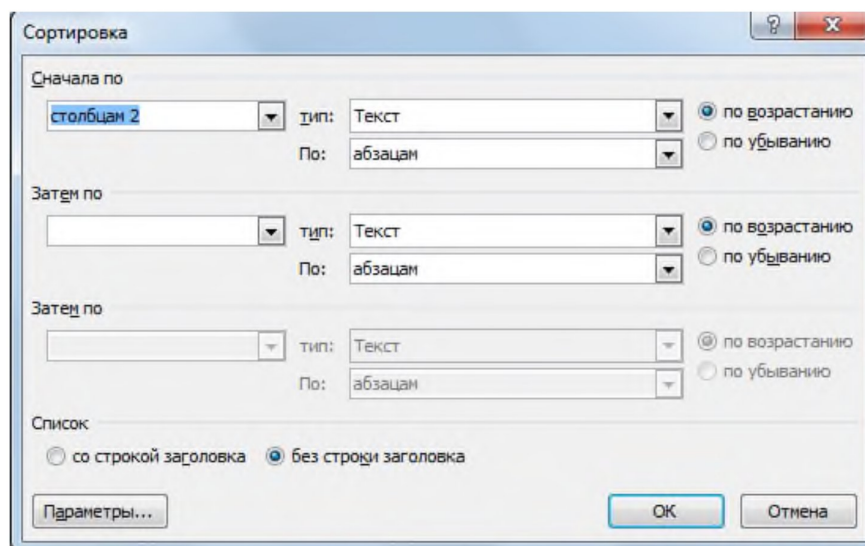 Сортировка
Сначала по
столбцам 2 тип: Текст по возрастанию
По: абзацам по убыванию
Затем по
тип: Текст по возрастанию
По: абзацам по убыванию
Затем по
тип: Текст по возрастанию
По: абзацам по убыванию
Список
со строкой заголовка без строки заголовка
Параметры... ОК Отмена